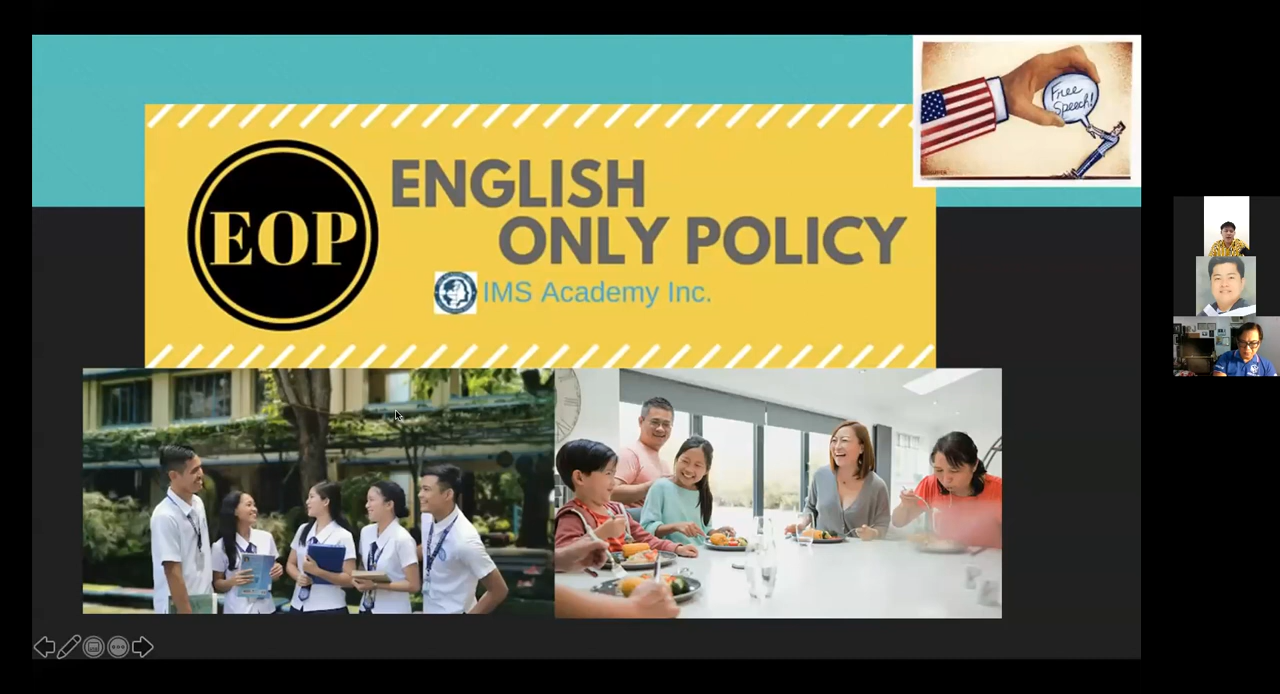 Free
Speech!
ENGLISH
ONLY POLICY
EOP
IMS Academy Inc.